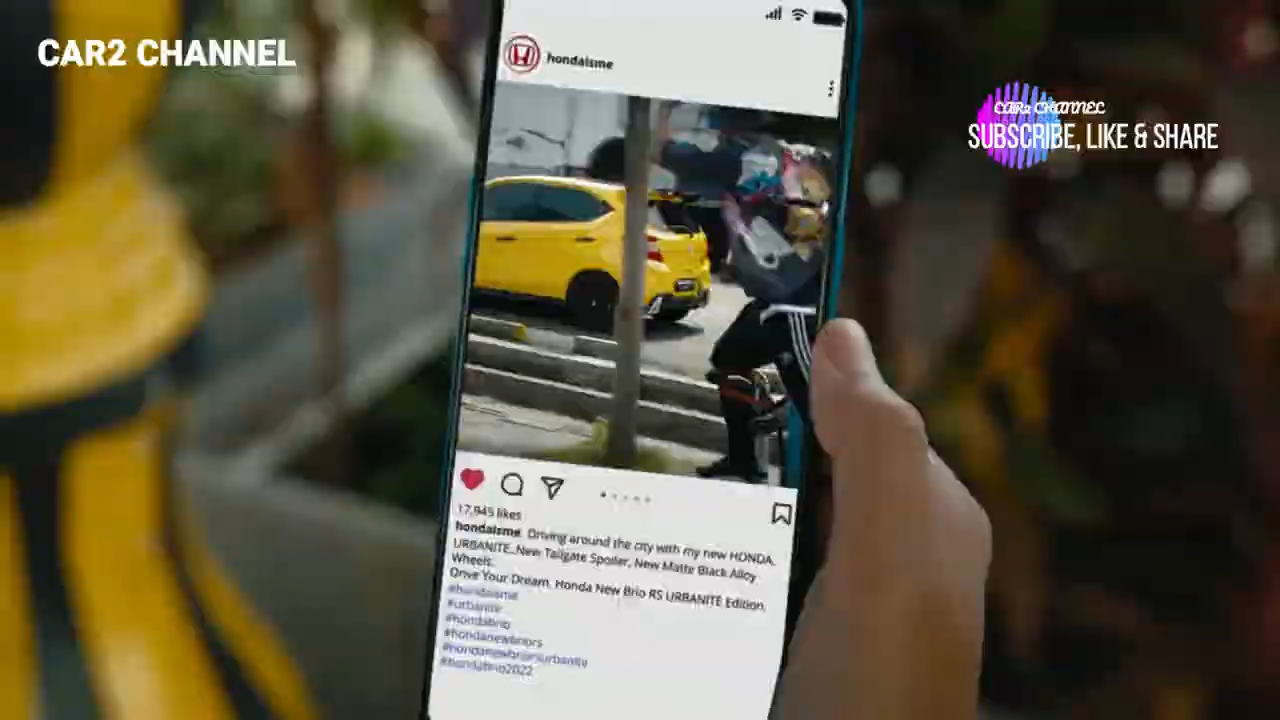 CAR2 CHANNEL
CAR2 CHANNEL
SUBSCRIBE, LIKE & SHARE
hondaisme
17,945 likes
hondaisme Driving around the city with my new HONDA
URBANITE. New Tailgate Spoiler, New Matte Black Alloy
Wheels.
Drive Your Dream. Honda New Brio RS URBANITE Edition.
#hondaisme
#urbanite
#hondabrio
#hondanewbriors
#hondanewbriorsurbanite
#hondabrio2022